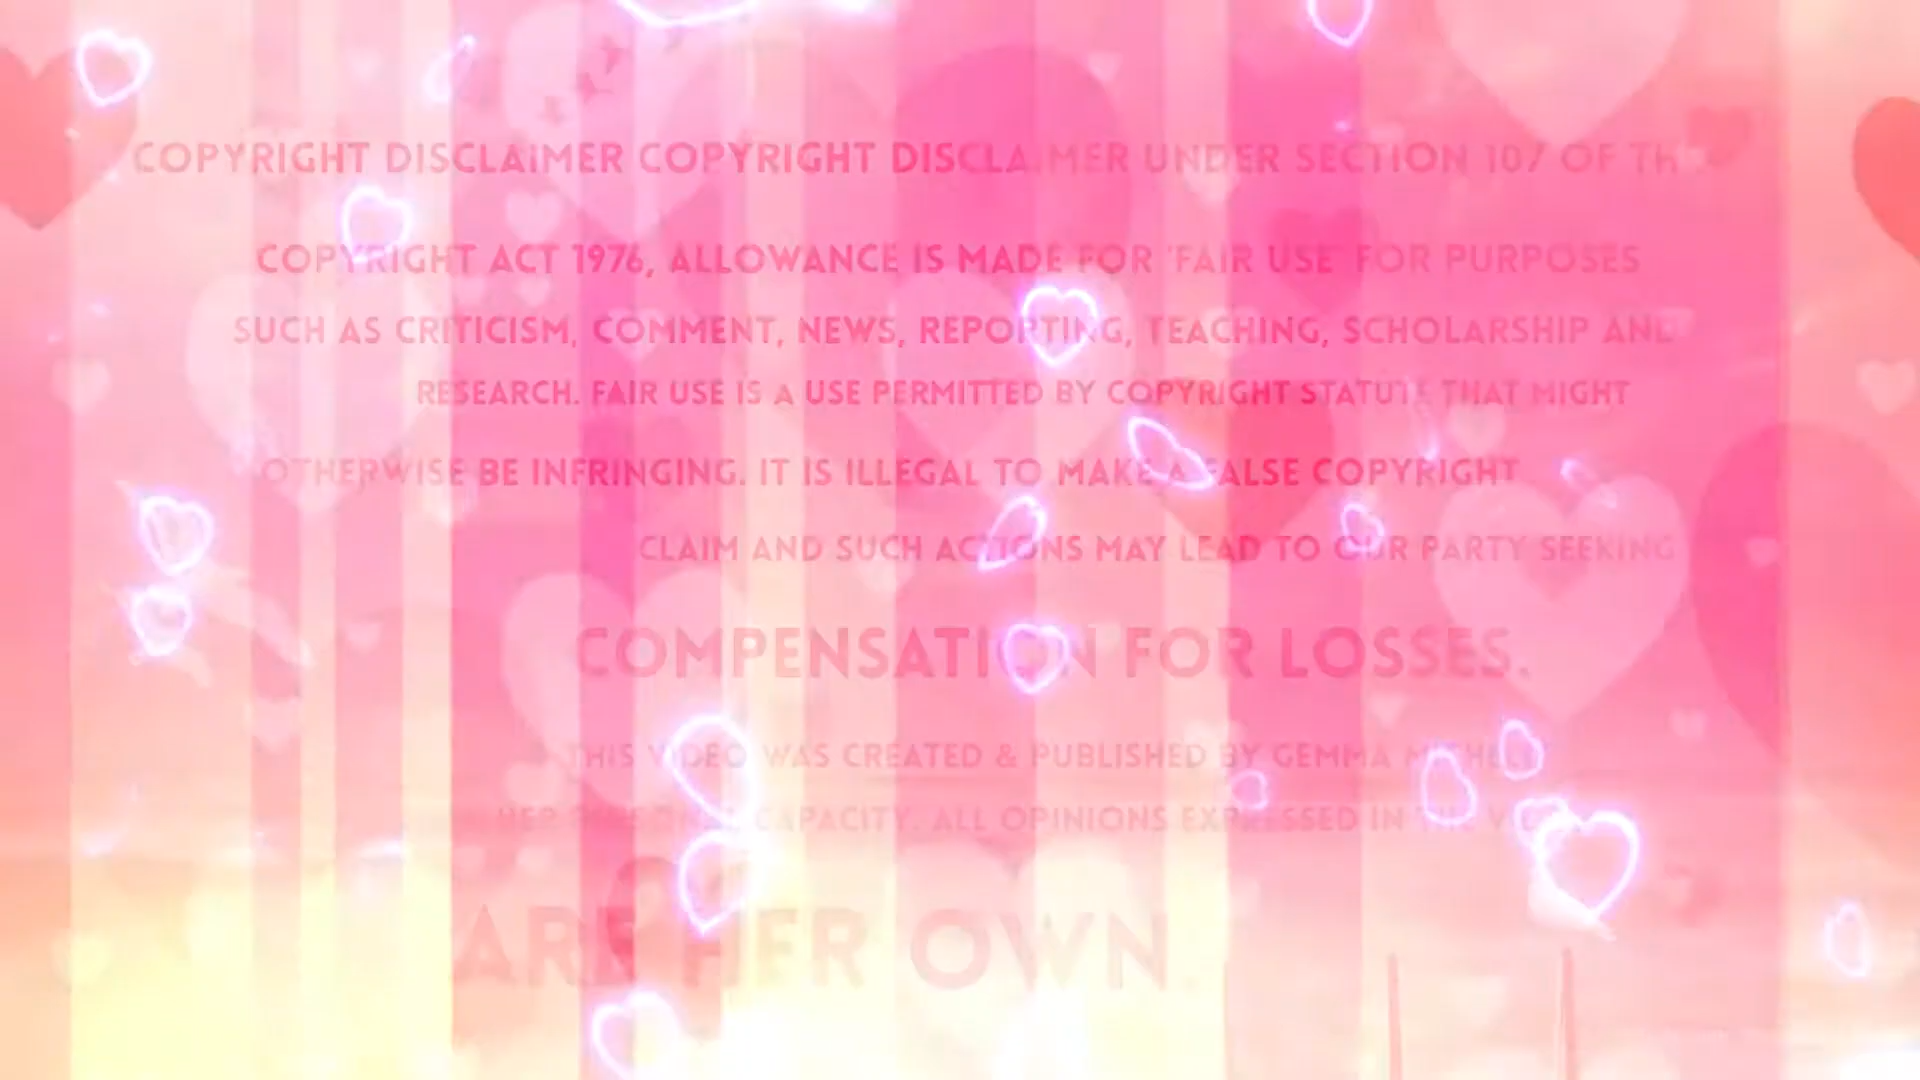 COPYRIGHT DISCLAIMER COPYRIGHT DISCLAIMER UNDER SECTION 107 OF THE
COPYRIGHT ACT 1976, ALLOWANCE IS MADE FOR 'FAIR USE' FOR PURPOSES
SUCH AS CRITICISM, COMMENT, NEWS, REPORTING, TEACHING, SCHOLARSHIP AND
RESEARCH. FAIR USE IS A USE PERMITTED BY COPYRIGHT STATUTE THAT MIGHT
OTHERWISE BE INFRINGING. IT IS ILLEGAL TO MAKE A FALSE COPYRIGHT
CLAIM AND SUCH ACTIONS MAY LEAD TO OUR PARTY SEEKING
COMPENSATION FOR LOSSES.
THIS VIDEO WAS CREATED & PUBLISHED BY GEMMA
HER PERSONAL CAPACITY. ALL OPINIONS EXPRESSED IN THE
ARE HER OWN.